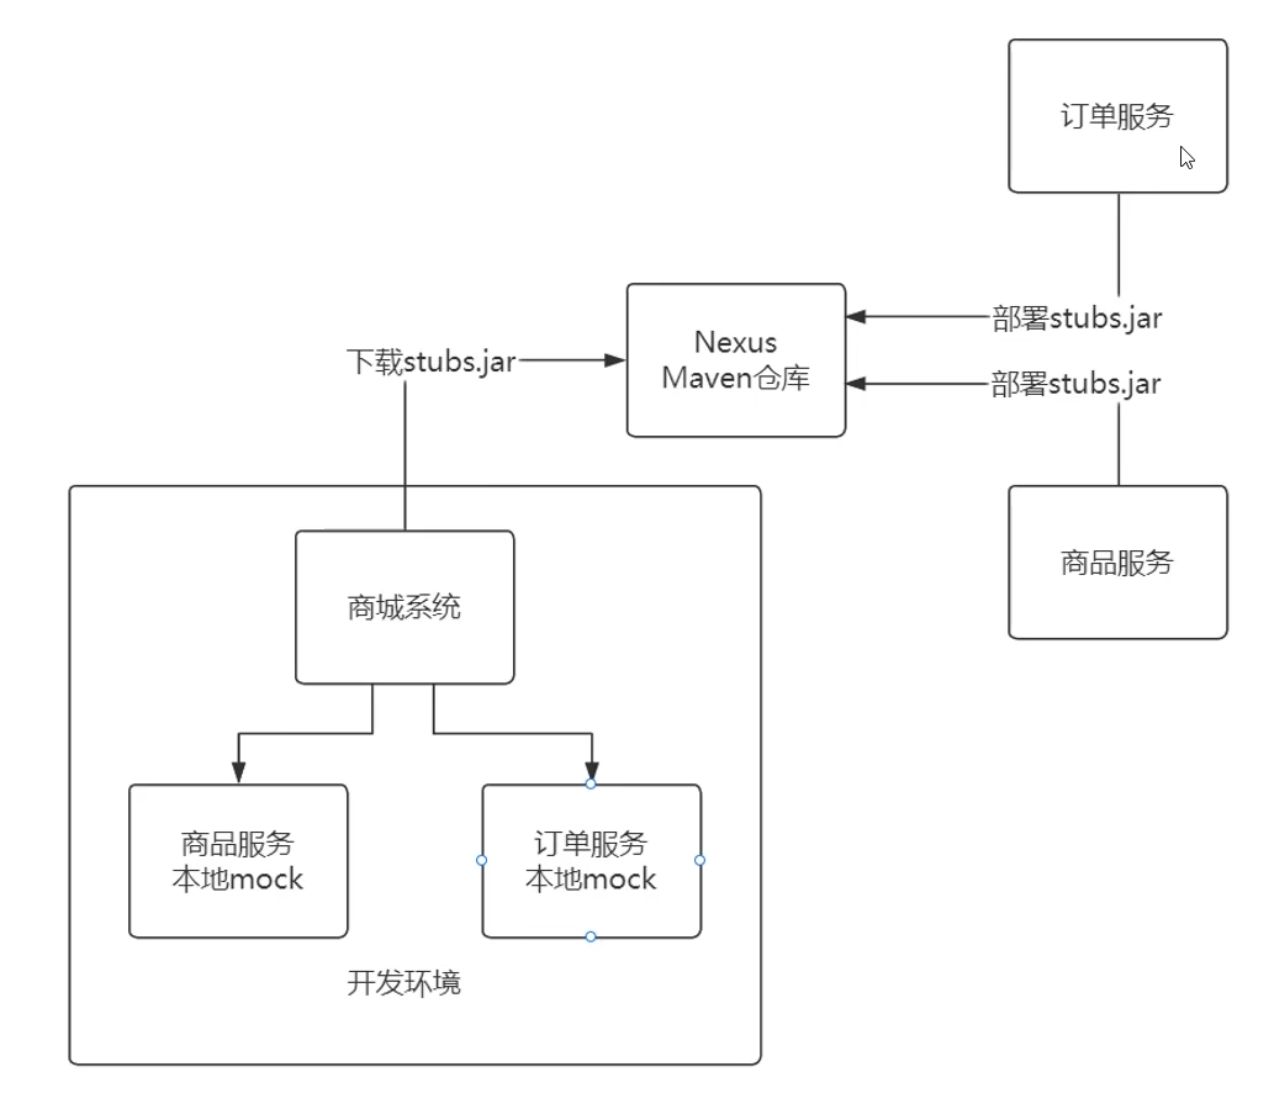 订单服务
部署stubs.jar
Nexus
Maven仓库
下载stubs.jar
部署stubs.jar
商品服务
商城系统
商品服务
本地mock
订单服务
本地mock
开发环境